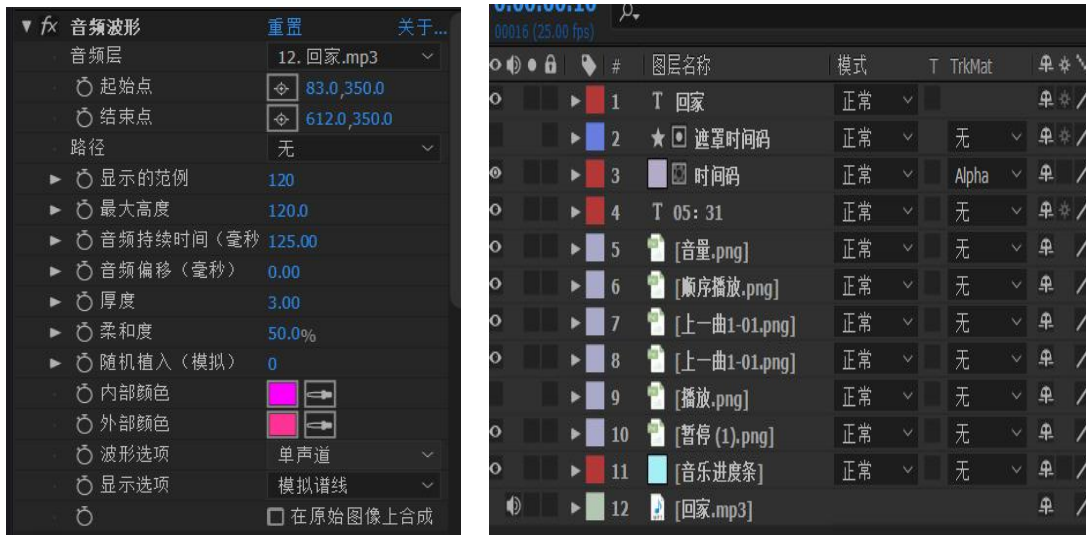 fx 音频波形 重置 关于...
音频层 12. 回家.mp3
起始点 83.0,350.0
结束点 612.0,350.0
路径 无
显示的范例 120
最大高度 120.0
音频持续时间（毫秒 125.00
音频偏移（毫秒） 0.00
厚度 3.00
柔和度 50.0%
随机植入（模拟） 0
内部颜色
外部颜色
波形选项 单声道
显示选项 模拟谱线
在原始图像上合成
0:00:00:16
00016 (25.00 fps)
# 图层名称 模式 T TrkMat
1 T 回家 正常
2 遮罩时间码 正常 无
3 时间码 正常 Alpha
4 T 05：31 正常 无
5 [音量.png] 正常 无
6 [顺序播放.png] 正常 无
7 [上一曲1-01.png] 正常 无
8 [上一曲1-01.png] 正常 无
9 [播放.png] 正常 无
10 [暂停 (1).png] 正常 无
11 [音乐进度条] 正常 无
12 [回家.mp3]